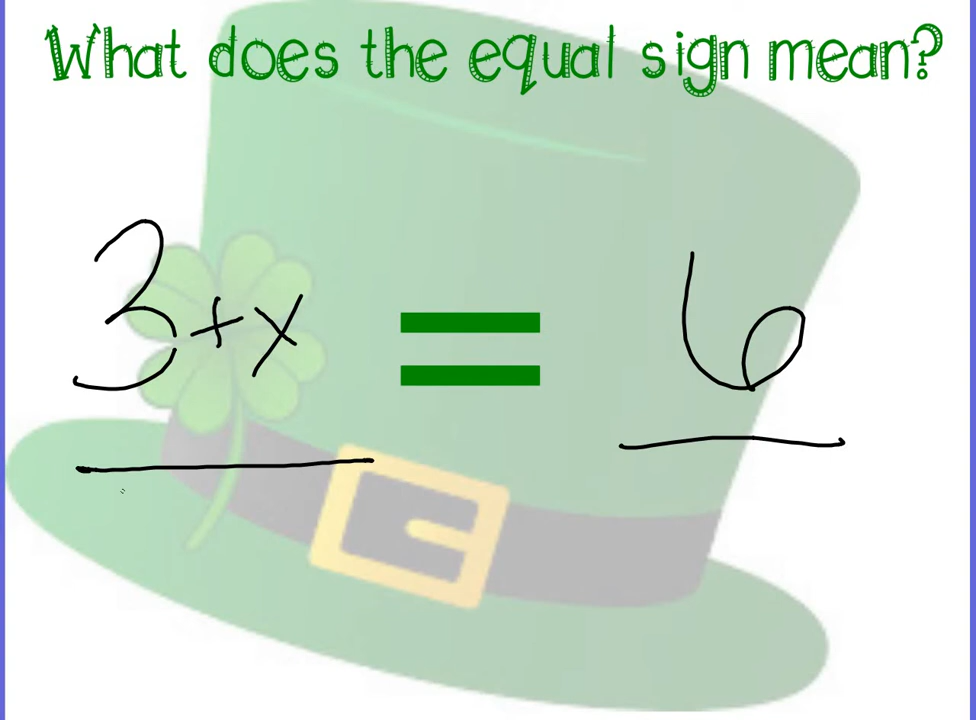 What does the equal sign mean?
3+x = 6